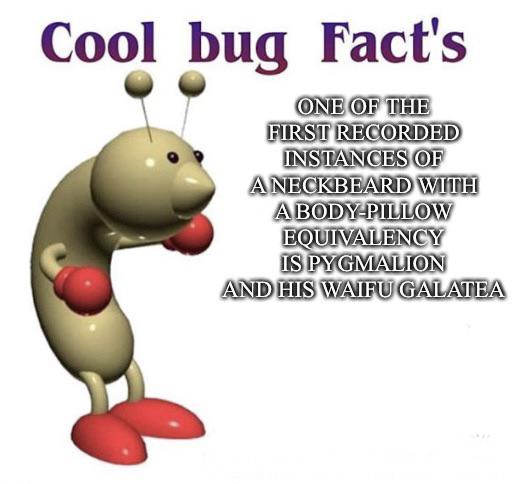 Cool bug Fact's
ONE OF THE
FIRST RECORDED
INSTANCES OF
A NECKBEARD WITH
A BODY-PILLOW
EQUIVALENCY
IS PYGMALION
AND HIS WAIFU GALATEA